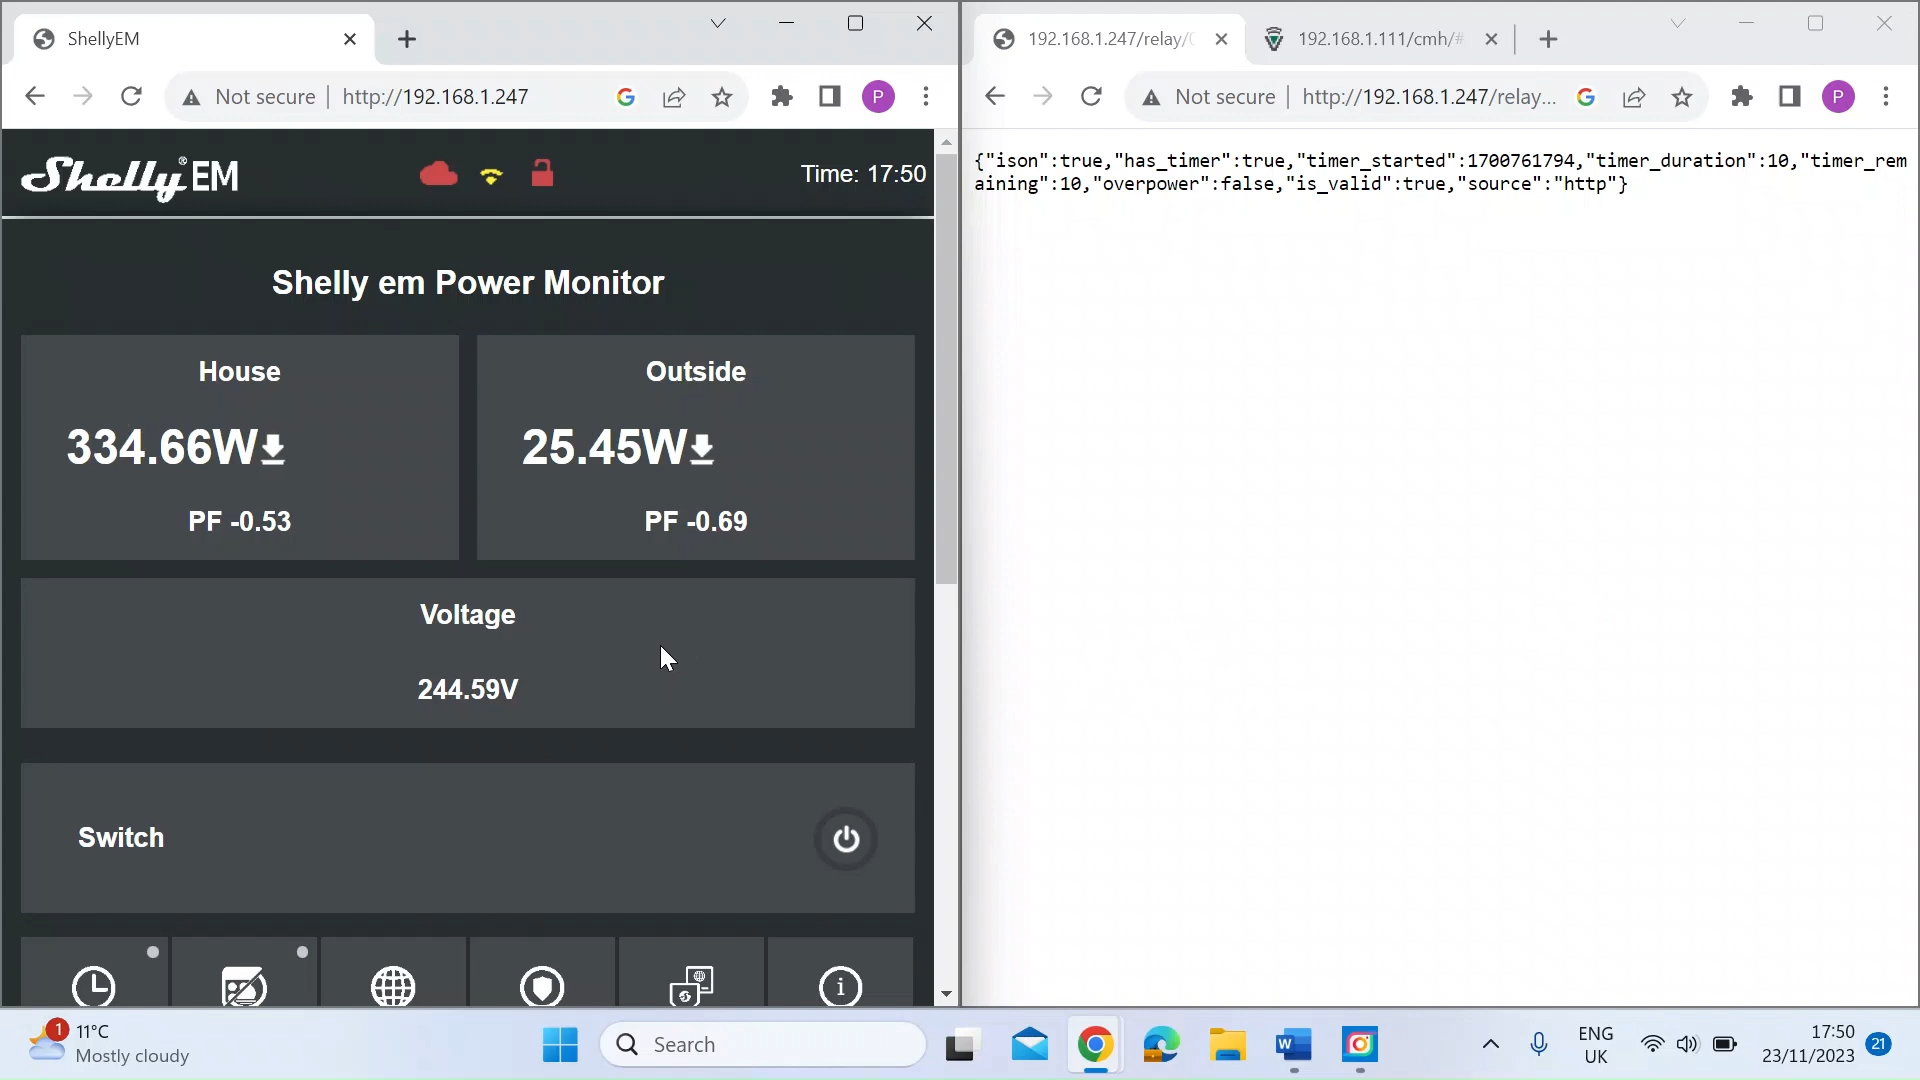 ShellyEM
Not secure
http://192.168.1.247
G
P
Shelly® EM
Time: 17:50
Shelly em Power Monitor
House
334.66W
PF -0.53
Outside
25.45W
PF -0.69
Voltage
244.59V
Switch
192.168.1.247/relay/
192.168.1.111/cmh/#
Not secure
http://192.168.1.247/relay...
G
P
{"ison":true,"has_timer":true,"timer_started":1700761794,"timer_duration":10,"timer_rem
aining":10,"overpower":false,"is_valid":true,"source":"http"}
1
11°C
Mostly cloudy
Search
W
ENG
UK
17:50
23/11/2023
21